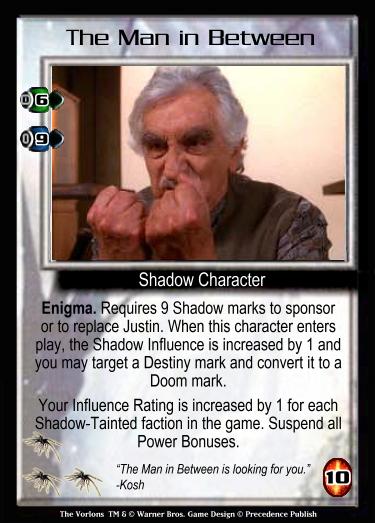 The Man in Between
6
9
Shadow Character
Enigma. Requires 9 Shadow marks to sponsor
or to replace Justin. When this character enters
play, the Shadow Influence is increased by 1 and
you may target a Destiny mark and convert it to a
Doom mark.
Your Influence Rating is increased by 1 for each
Shadow-Tainted faction in the game. Suspend all
Power Bonuses.
"The Man in Between is looking for you."
-Kosh
10
The Vorlons TM & © Warner Bros. Game Design © Precedence Publish